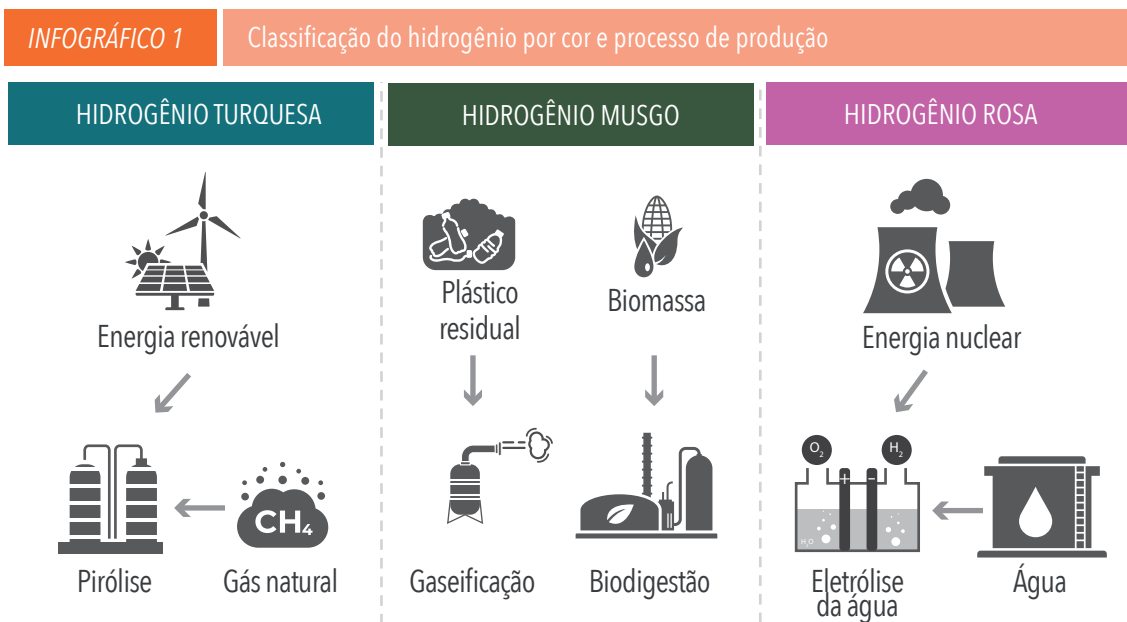 INFOGRÁFICO 1
Classificação do hidrogênio por cor e processo de produção
HIDROGÊNIO TURQUESA
Energia renovável
CH₄
Pirólise
Gás natural
HIDROGÊNIO MUSGO
Plástico
residual
Biomassa
Gaseificação
Biodigestão
HIDROGÊNIO ROSA
Energia nuclear
O₂
H₂
+
−
H₂O
Eletrólise
da água
Água